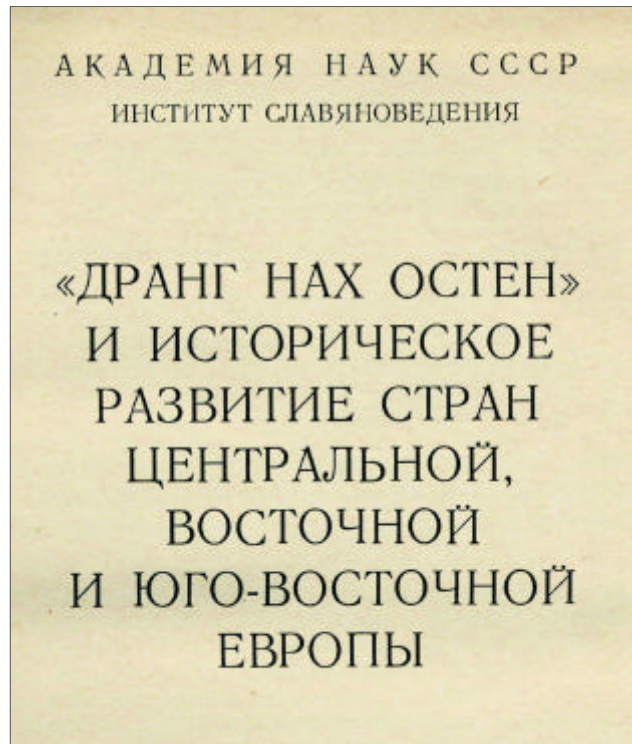 АКАДЕМИЯ НАУК СССР
ИНСТИТУТ СЛАВЯНОВЕДЕНИЯ
«ДРАНГ НАХ ОСТЕН»
И ИСТОРИЧЕСКОЕ
РАЗВИТИЕ СТРАН
ЦЕНТРАЛЬНОЙ,
ВОСТОЧНОЙ
И ЮГО-ВОСТОЧНОЙ
ЕВРОПЫ